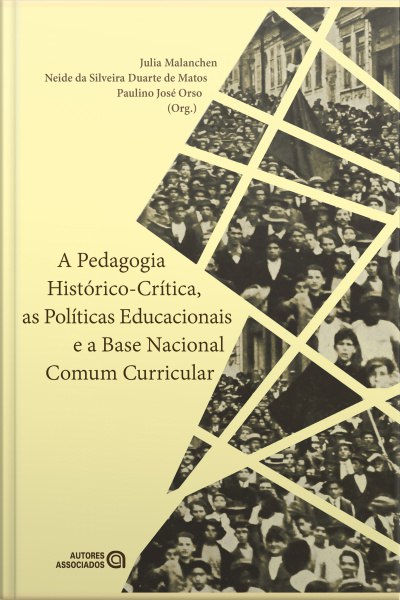 Julia Malanchen
Neide da Silveira Duarte de Matos
Paulino José Orso
(Org.)
A Pedagogia
Histórico-Crítica,
as Políticas Educacionais
e a Base Nacional
Comum Curricular
AUTORES
ASSOCIADOS